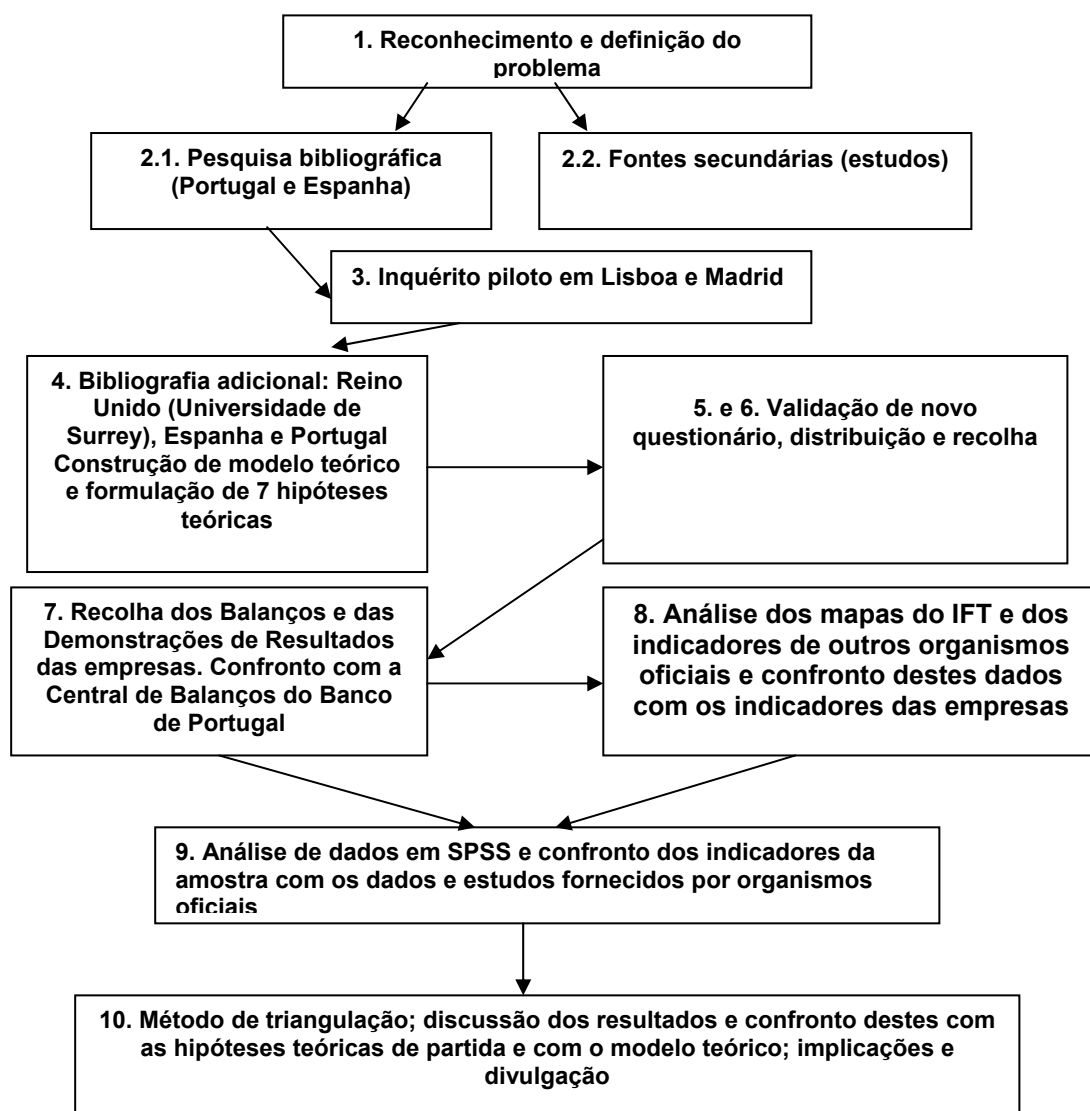 1. Reconhecimento e definição do
problema
2.1. Pesquisa bibliográfica
(Portugal e Espanha)
2.2. Fontes secundárias (estudos)
3. Inquérito piloto em Lisboa e Madrid
4. Bibliografia adicional: Reino
Unido (Universidade de
Surrey), Espanha e Portugal
Construção de modelo teórico
e formulação de 7 hipóteses
teóricas
5. e 6. Validação de novo
questionário, distribuição e recolha
7. Recolha dos Balanços e das
Demonstrações de Resultados
das empresas. Confronto com a
Central de Balanços do Banco
de Portugal
8. Análise dos mapas do IFT e dos
indicadores de outros organismos
oficiais e confronto destes dados
com os indicadores das empresas
9. Análise de dados em SPSS e confronto dos indicadores da
amostra com os dados e estudos fornecidos por organismos
oficiais
10. Método de triangulação; discussão dos resultados e confronto destes com
as hipóteses teóricas de partida e com o modelo teórico; implicações e
divulgação